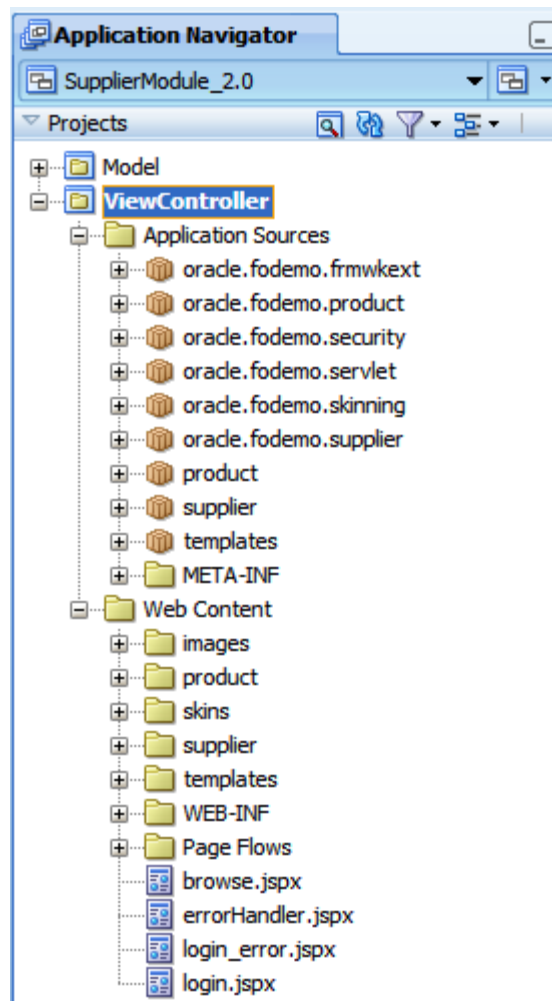 Application Navigator
SupplierModule_2.0
Projects
Model
ViewController
Application Sources
oracle.fodemo.frmwkext
oracle.fodemo.product
oracle.fodemo.security
oracle.fodemo.servlet
oracle.fodemo.skinning
oracle.fodemo.supplier
product
supplier
templates
META-INF
Web Content
images
product
skins
supplier
templates
WEB-INF
Page Flows
browse.jspx
errorHandler.jspx
login_error.jspx
login.jspx